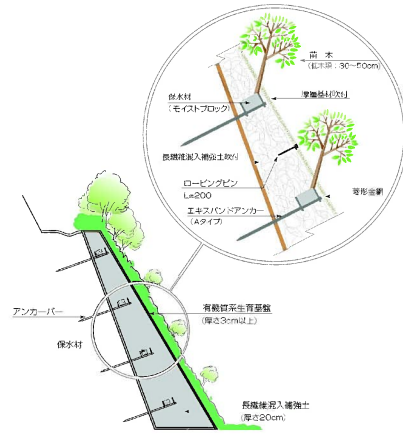 苗木
(低木類：30～50cm)
保水材
(モイストブロック)
厚層基材吹付
長繊維混入補強土吹付
ロービングピン
L=200
菱形金網
エキスパンドアンカー
(Aタイプ)
アンカーバー
有機質系生育基盤
(厚さ3cm以上)
保水材
長繊維混入補強土
(厚さ20cm)